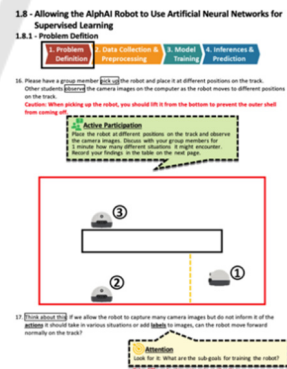 1.8 - Allowing the AlphAI Robot to Use Artificial Neural Networks for
Supervised Learning
1.8.1 - Problem Defition
1. Problem
Definition
2. Data Collection &
Preprocessing
3. Model
Training
4. Inferences &
Prediction
16. Please have a group member pick up the robot and place it at different positions on the track.
Other students observe the camera images on the computer as the robot moves to different positions
on the track.
Caution: When picking up the robot, you should lift it from the bottom to prevent the outer shell
from coming off.
Active Participation
Place the robot at different positions on the track and observe
the camera images. Discuss with your group members for
1 minute how many different situations it might encounter.
Record your findings in the table on the next page.
③
①
②
17. Think about this: if we allow the robot to capture many camera images but do not inform it of the
actions it should take in various situations or add labels to images, can the robot move forward
normally on the track?
Attention
Look for it: What are the sub-goals for training the robot?